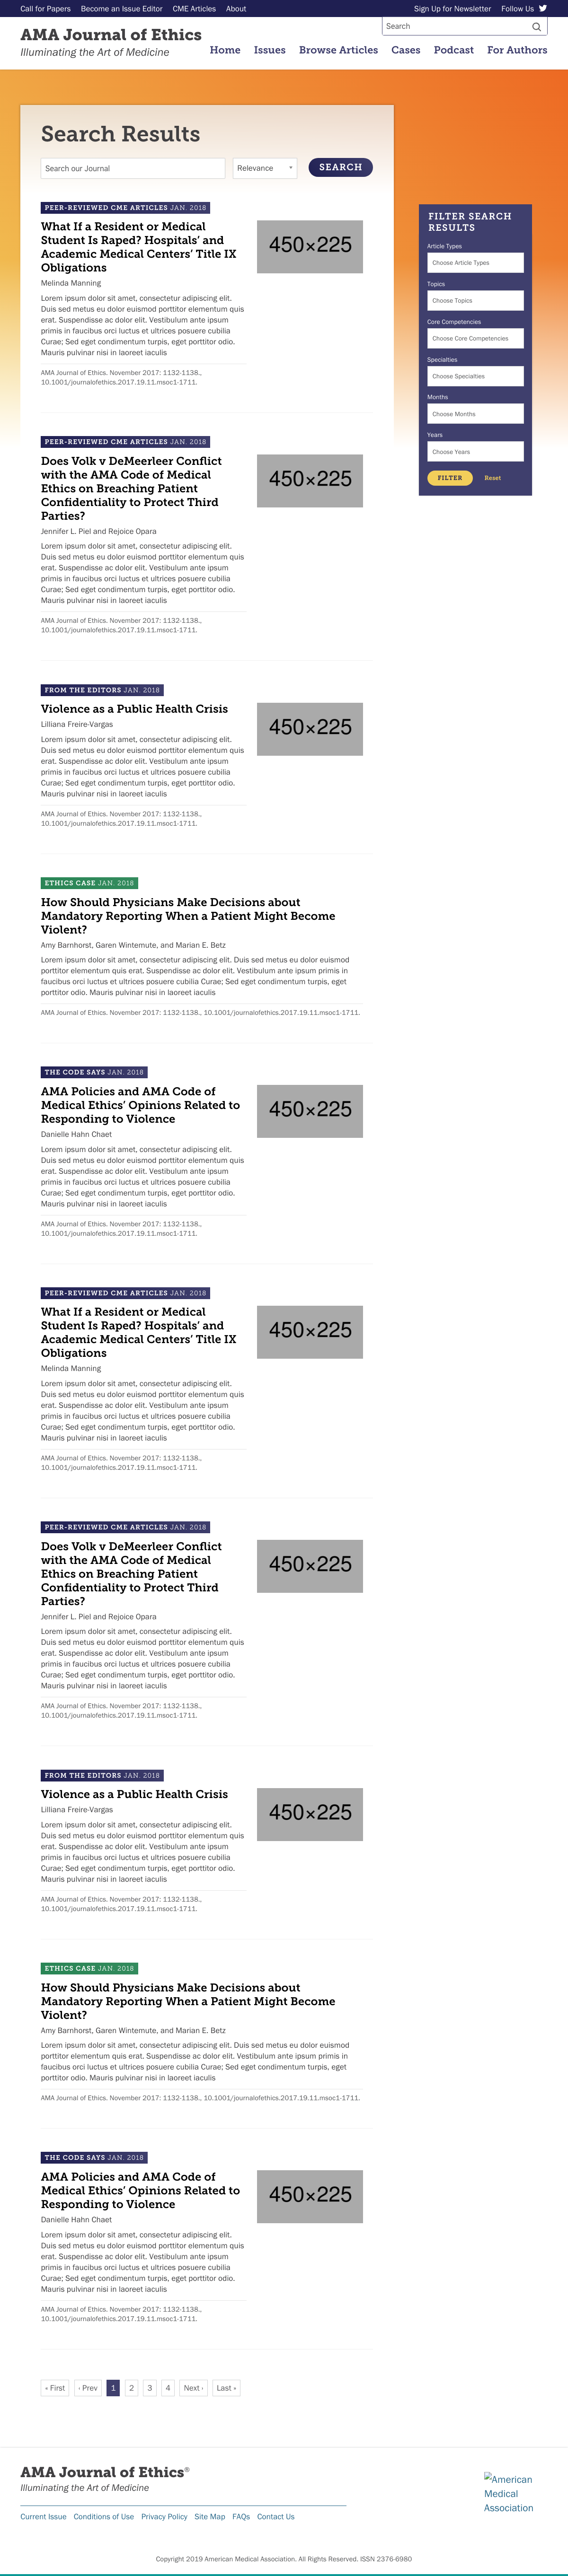 Call for Papers Become an Issue Editor CME Articles About Sign Up for Newsletter Follow Us
AMA Journal of Ethics
Illuminating the Art of Medicine
Search
Home Issues Browse Articles Cases Podcast For Authors
Search Results
Search our Journal Relevance SEARCH
PEER-REVIEWED CME ARTICLES JAN. 2018
What If a Resident or Medical
Student Is Raped? Hospitals’ and
Academic Medical Centers’ Title IX
Obligations
Melinda Manning
Lorem ipsum dolor sit amet, consectetur adipiscing elit.
Duis sed metus eu dolor euismod porttitor elementum quis
erat. Suspendisse ac dolor elit. Vestibulum ante ipsum
primis in faucibus orci luctus et ultrices posuere cubilia
Curae; Sed eget condimentum turpis, eget porttitor odio.
Mauris pulvinar nisi in laoreet iaculis
AMA Journal of Ethics. November 2017: 1132-1138.,
10.1001/journalofethics.2017.19.11.msoc1-1711.
450×225
PEER-REVIEWED CME ARTICLES JAN. 2018
Does Volk v DeMeerleer Conflict
with the AMA Code of Medical
Ethics on Breaching Patient
Confidentiality to Protect Third
Parties?
Jennifer L. Piel and Rejoice Opara
Lorem ipsum dolor sit amet, consectetur adipiscing elit.
Duis sed metus eu dolor euismod porttitor elementum quis
erat. Suspendisse ac dolor elit. Vestibulum ante ipsum
primis in faucibus orci luctus et ultrices posuere cubilia
Curae; Sed eget condimentum turpis, eget porttitor odio.
Mauris pulvinar nisi in laoreet iaculis
AMA Journal of Ethics. November 2017: 1132-1138.,
10.1001/journalofethics.2017.19.11.msoc1-1711.
450×225
FROM THE EDITORS JAN. 2018
Violence as a Public Health Crisis
Lilliana Freire-Vargas
Lorem ipsum dolor sit amet, consectetur adipiscing elit.
Duis sed metus eu dolor euismod porttitor elementum quis
erat. Suspendisse ac dolor elit. Vestibulum ante ipsum
primis in faucibus orci luctus et ultrices posuere cubilia
Curae; Sed eget condimentum turpis, eget porttitor odio.
Mauris pulvinar nisi in laoreet iaculis
AMA Journal of Ethics. November 2017: 1132-1138.,
10.1001/journalofethics.2017.19.11.msoc1-1711.
450×225
ETHICS CASE JAN. 2018
How Should Physicians Make Decisions about
Mandatory Reporting When a Patient Might Become
Violent?
Amy Barnhorst, Garen Wintemute, and Marian E. Betz
Lorem ipsum dolor sit amet, consectetur adipiscing elit. Duis sed metus eu dolor euismod
porttitor elementum quis erat. Suspendisse ac dolor elit. Vestibulum ante ipsum primis in
faucibus orci luctus et ultrices posuere cubilia Curae; Sed eget condimentum turpis, eget
porttitor odio. Mauris pulvinar nisi in laoreet iaculis
AMA Journal of Ethics. November 2017: 1132-1138., 10.1001/journalofethics.2017.19.11.msoc1-1711.
THE CODE SAYS JAN. 2018
AMA Policies and AMA Code of
Medical Ethics’ Opinions Related to
Responding to Violence
Danielle Hahn Chaet
Lorem ipsum dolor sit amet, consectetur adipiscing elit.
Duis sed metus eu dolor euismod porttitor elementum quis
erat. Suspendisse ac dolor elit. Vestibulum ante ipsum
primis in faucibus orci luctus et ultrices posuere cubilia
Curae; Sed eget condimentum turpis, eget porttitor odio.
Mauris pulvinar nisi in laoreet iaculis
AMA Journal of Ethics. November 2017: 1132-1138.,
10.1001/journalofethics.2017.19.11.msoc1-1711.
450×225
PEER-REVIEWED CME ARTICLES JAN. 2018
What If a Resident or Medical
Student Is Raped? Hospitals’ and
Academic Medical Centers’ Title IX
Obligations
Melinda Manning
Lorem ipsum dolor sit amet, consectetur adipiscing elit.
Duis sed metus eu dolor euismod porttitor elementum quis
erat. Suspendisse ac dolor elit. Vestibulum ante ipsum
primis in faucibus orci luctus et ultrices posuere cubilia
Curae; Sed eget condimentum turpis, eget porttitor odio.
Mauris pulvinar nisi in laoreet iaculis
AMA Journal of Ethics. November 2017: 1132-1138.,
10.1001/journalofethics.2017.19.11.msoc1-1711.
450×225
PEER-REVIEWED CME ARTICLES JAN. 2018
Does Volk v DeMeerleer Conflict
with the AMA Code of Medical
Ethics on Breaching Patient
Confidentiality to Protect Third
Parties?
Jennifer L. Piel and Rejoice Opara
Lorem ipsum dolor sit amet, consectetur adipiscing elit.
Duis sed metus eu dolor euismod porttitor elementum quis
erat. Suspendisse ac dolor elit. Vestibulum ante ipsum
primis in faucibus orci luctus et ultrices posuere cubilia
Curae; Sed eget condimentum turpis, eget porttitor odio.
Mauris pulvinar nisi in laoreet iaculis
AMA Journal of Ethics. November 2017: 1132-1138.,
10.1001/journalofethics.2017.19.11.msoc1-1711.
450×225
FROM THE EDITORS JAN. 2018
Violence as a Public Health Crisis
Lilliana Freire-Vargas
Lorem ipsum dolor sit amet, consectetur adipiscing elit.
Duis sed metus eu dolor euismod porttitor elementum quis
erat. Suspendisse ac dolor elit. Vestibulum ante ipsum
primis in faucibus orci luctus et ultrices posuere cubilia
Curae; Sed eget condimentum turpis, eget porttitor odio.
Mauris pulvinar nisi in laoreet iaculis
AMA Journal of Ethics. November 2017: 1132-1138.,
10.1001/journalofethics.2017.19.11.msoc1-1711.
450×225
ETHICS CASE JAN. 2018
How Should Physicians Make Decisions about
Mandatory Reporting When a Patient Might Become
Violent?
Amy Barnhorst, Garen Wintemute, and Marian E. Betz
Lorem ipsum dolor sit amet, consectetur adipiscing elit. Duis sed metus eu dolor euismod
porttitor elementum quis erat. Suspendisse ac dolor elit. Vestibulum ante ipsum primis in
faucibus orci luctus et ultrices posuere cubilia Curae; Sed eget condimentum turpis, eget
porttitor odio. Mauris pulvinar nisi in laoreet iaculis
AMA Journal of Ethics. November 2017: 1132-1138., 10.1001/journalofethics.2017.19.11.msoc1-1711.
THE CODE SAYS JAN. 2018
AMA Policies and AMA Code of
Medical Ethics’ Opinions Related to
Responding to Violence
Danielle Hahn Chaet
Lorem ipsum dolor sit amet, consectetur adipiscing elit.
Duis sed metus eu dolor euismod porttitor elementum quis
erat. Suspendisse ac dolor elit. Vestibulum ante ipsum
primis in faucibus orci luctus et ultrices posuere cubilia
Curae; Sed eget condimentum turpis, eget porttitor odio.
Mauris pulvinar nisi in laoreet iaculis
AMA Journal of Ethics. November 2017: 1132-1138.,
10.1001/journalofethics.2017.19.11.msoc1-1711.
450×225
« First ‹ Prev 1 2 3 4 Next › Last »
FILTER SEARCH
RESULTS
Article Types
Choose Article Types
Topics
Choose Topics
Core Competencies
Choose Core Competencies
Specialties
Choose Specialties
Months
Choose Months
Years
Choose Years
FILTER Reset
AMA Journal of Ethics®
Illuminating the Art of Medicine
Current Issue Conditions of Use Privacy Policy Site Map FAQs Contact Us
American
Medical
Association
Copyright 2019 American Medical Association. All Rights Reserved. ISSN 2376-6980